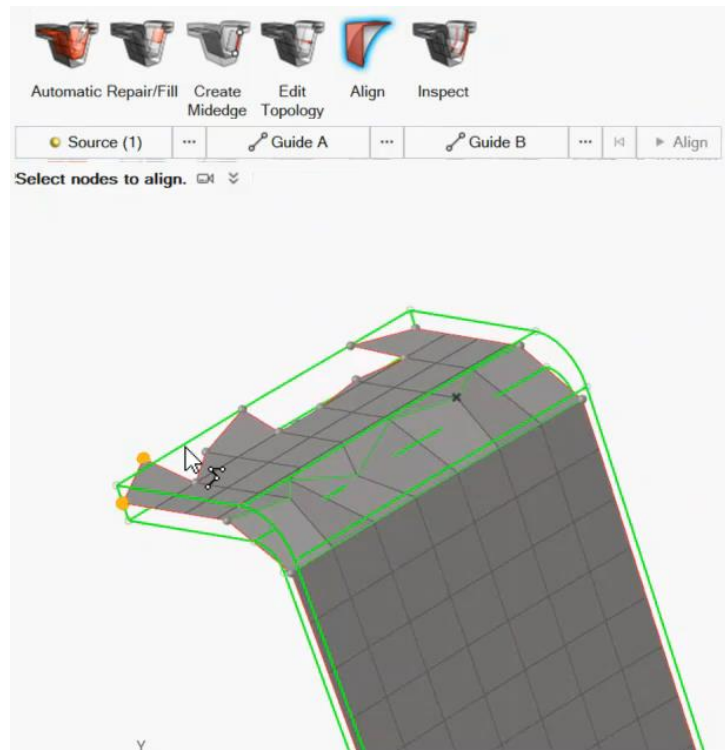 Automatic Repair/Fill Create Edit Align Inspect
Midedge Topology
Source (1) ... Guide A ... Guide B ... Align
Select nodes to align.
Y